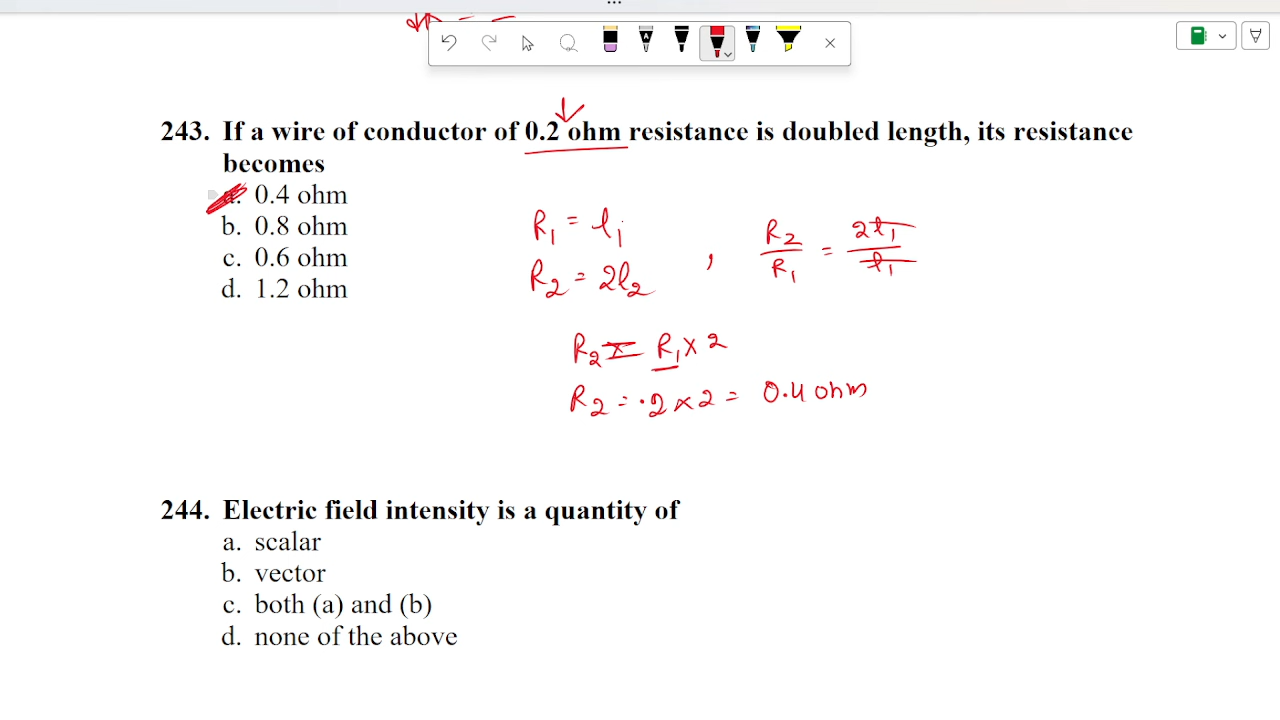 243. If a wire of conductor of 0.2 ohm resistance is doubled length, its resistance
becomes
a. 0.4 ohm
b. 0.8 ohm
c. 0.6 ohm
d. 1.2 ohm
R1 = l1
R2 = 2l2
, R2/R1 = 2l1/l1
R2 = R1 x 2
R2 = .2 x 2 = 0.4 ohm
244. Electric field intensity is a quantity of
a. scalar
b. vector
c. both (a) and (b)
d. none of the above